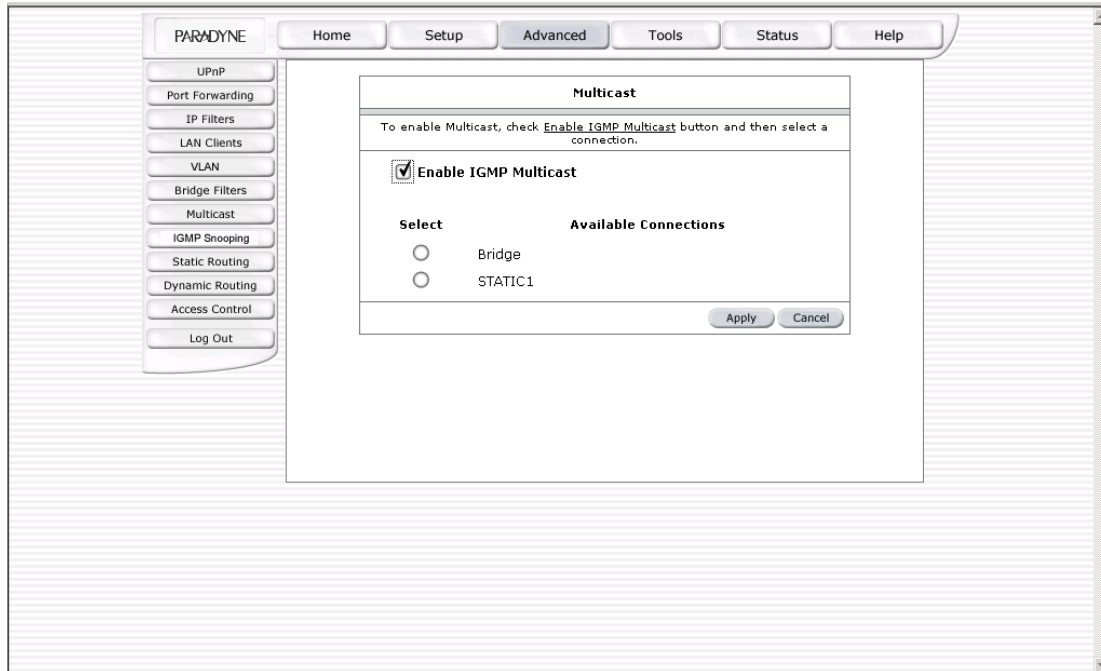 PARADYNE
Home
Setup
Advanced
Tools
Status
Help
UPnP
Port Forwarding
IP Filters
LAN Clients
VLAN
Bridge Filters
Multicast
IGMP Snooping
Static Routing
Dynamic Routing
Access Control
Log Out
Multicast
To enable Multicast, check Enable IGMP Multicast button and then select a
connection.
Enable IGMP Multicast
Select Available Connections
Bridge
STATIC1
Apply Cancel